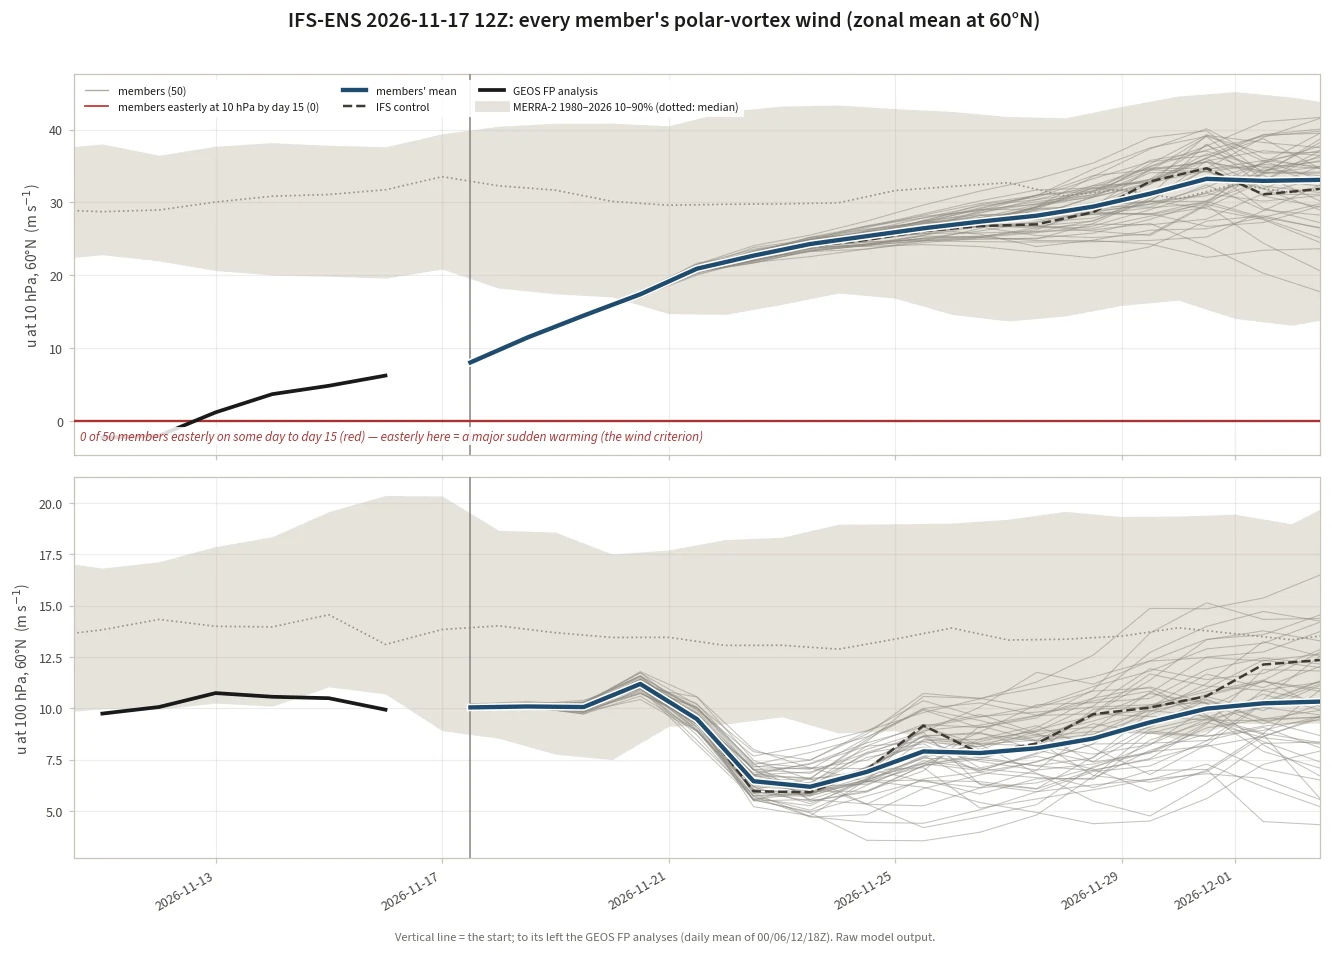 IFS-ENS 2026-11-17 12Z: every member's polar-vortex wind (zonal mean at 60°N)
members (50)
members easterly at 10 hPa by day 15 (0)
members' mean
IFS control
GEOS FP analysis
MERRA-2 1980–2026 10–90% (dotted: median)
u at 10 hPa, 60°N (m s⁻¹)
40
30
20
10
0
0 of 50 members easterly on some day to day 15 (red) — easterly here = a major sudden warming (the wind criterion)
u at 100 hPa, 60°N (m s⁻¹)
20.0
17.5
15.0
12.5
10.0
7.5
5.0
2026-11-13
2026-11-17
2026-11-21
2026-11-25
2026-11-29
2026-12-01
Vertical line = the start; to its left the GEOS FP analyses (daily mean of 00/06/12/18Z). Raw model output.